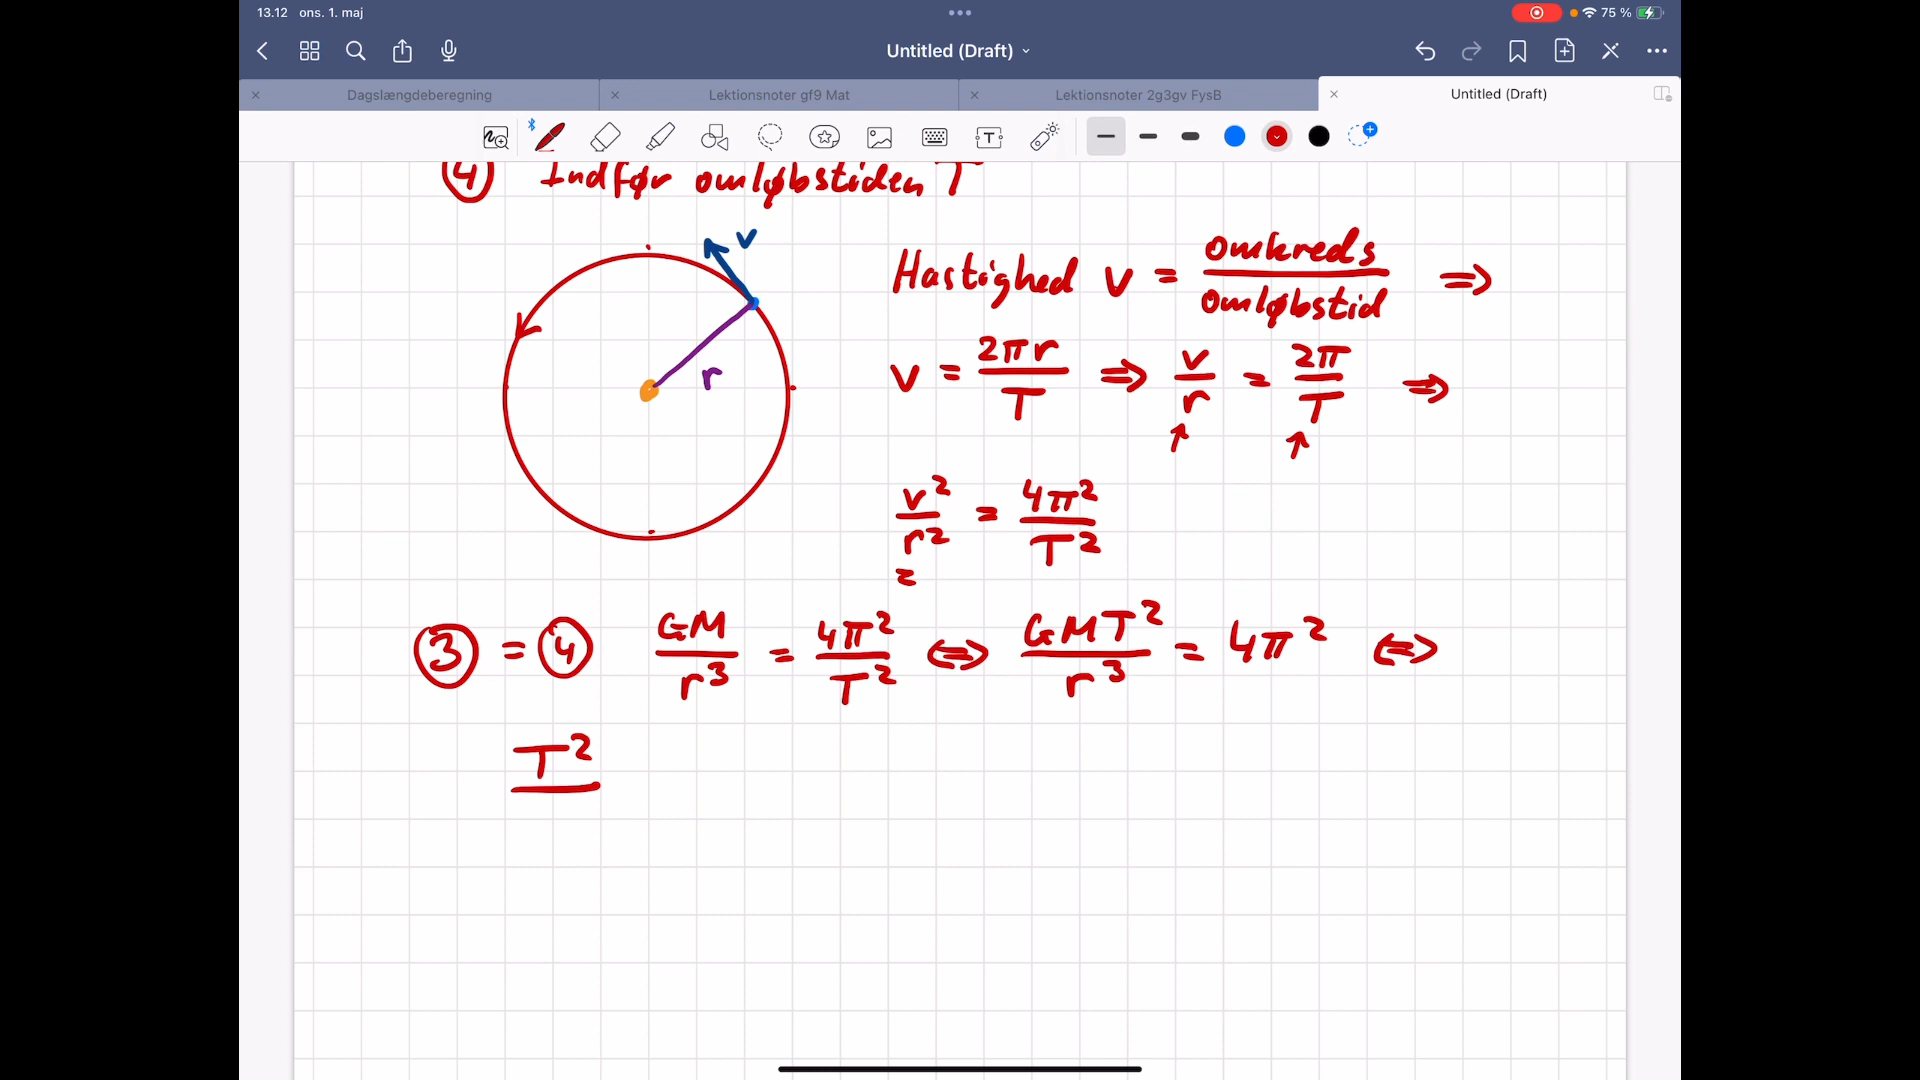 13.12 ons. 1. maj
75 %
Untitled (Draft)
Dagslængdeberegning
Lektionsnoter gf9 Mat
Lektionsnoter 2g3gv FysB
Untitled (Draft)
④ Indfør omløbstiden T
v
r
Hastighed v = omkreds / omløbstid ⇒
v = 2πr / T ⇒ v / r = 2π / T ⇒
↑ ↑
v² / r² = 4π² / T²
=
③ = ④ GM / r³ = 4π² / T² ⇔ GMT² / r³ = 4π² ⇔
T²